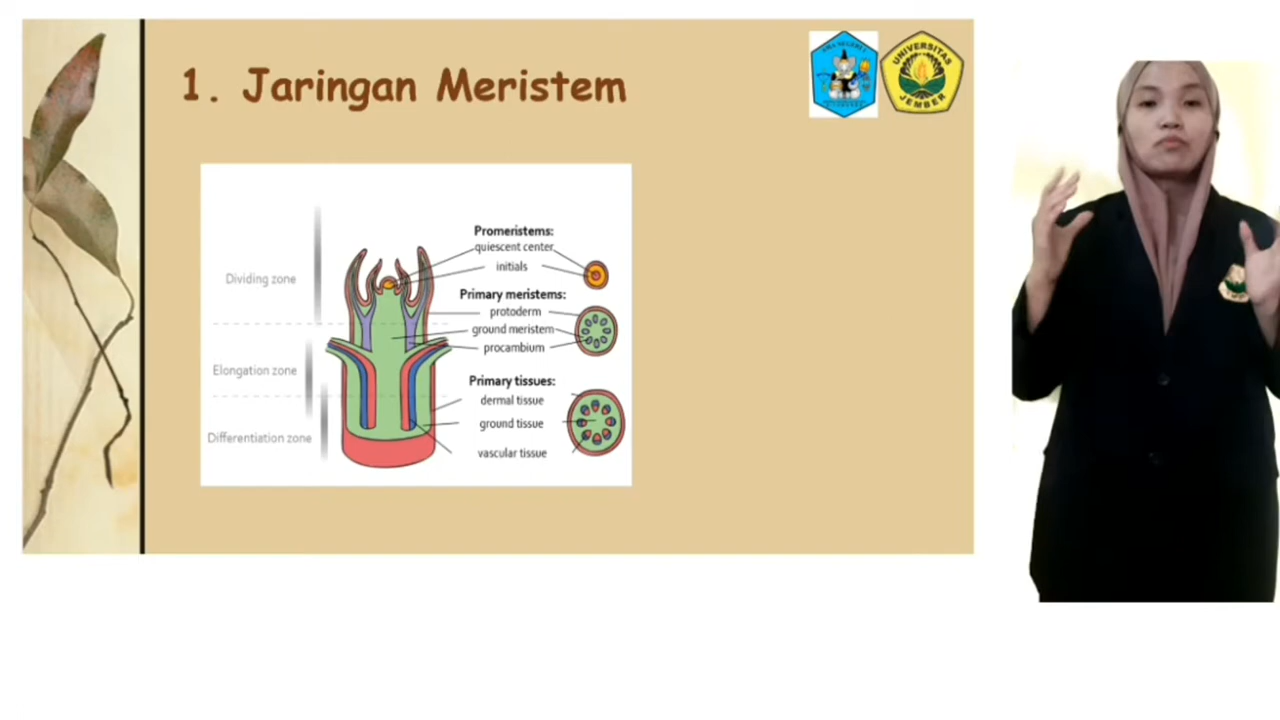 1. Jaringan Meristem
UNIVERSITAS
JEMBER
Promeristems:
quiescent center
initials
Dividing zone
Primary meristems:
protoderm
ground meristem
procambium
Elongation zone
Primary tissues:
dermal tissue
ground tissue
Differentiation zone
vascular tissue